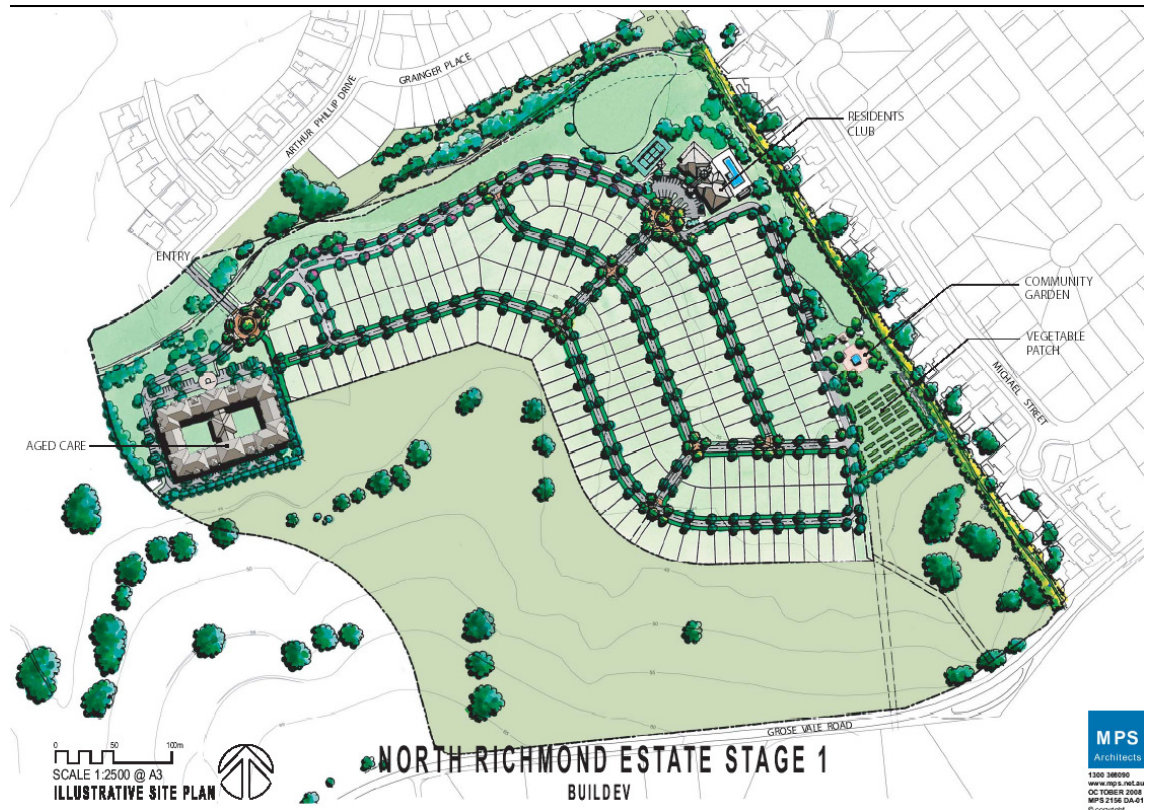 GRAINGER PLACE
ARTHUR PHILLIP DRIVE
RESIDENTS
CLUB
ENTRY
COMMUNITY
GARDEN
VEGETABLE
PATCH
MICHAEL STREET
P
AGED CARE
GROSE VALE ROAD
0 50 100m
SCALE 1:2500 @ A3
ILLUSTRATIVE SITE PLAN
NORTH RICHMOND ESTATE STAGE 1
BUILDEV
MPS
Architects
1300 368090
www.mps.net.au
OCTOBER 2008
MPS 2156 DA-01
© copyright